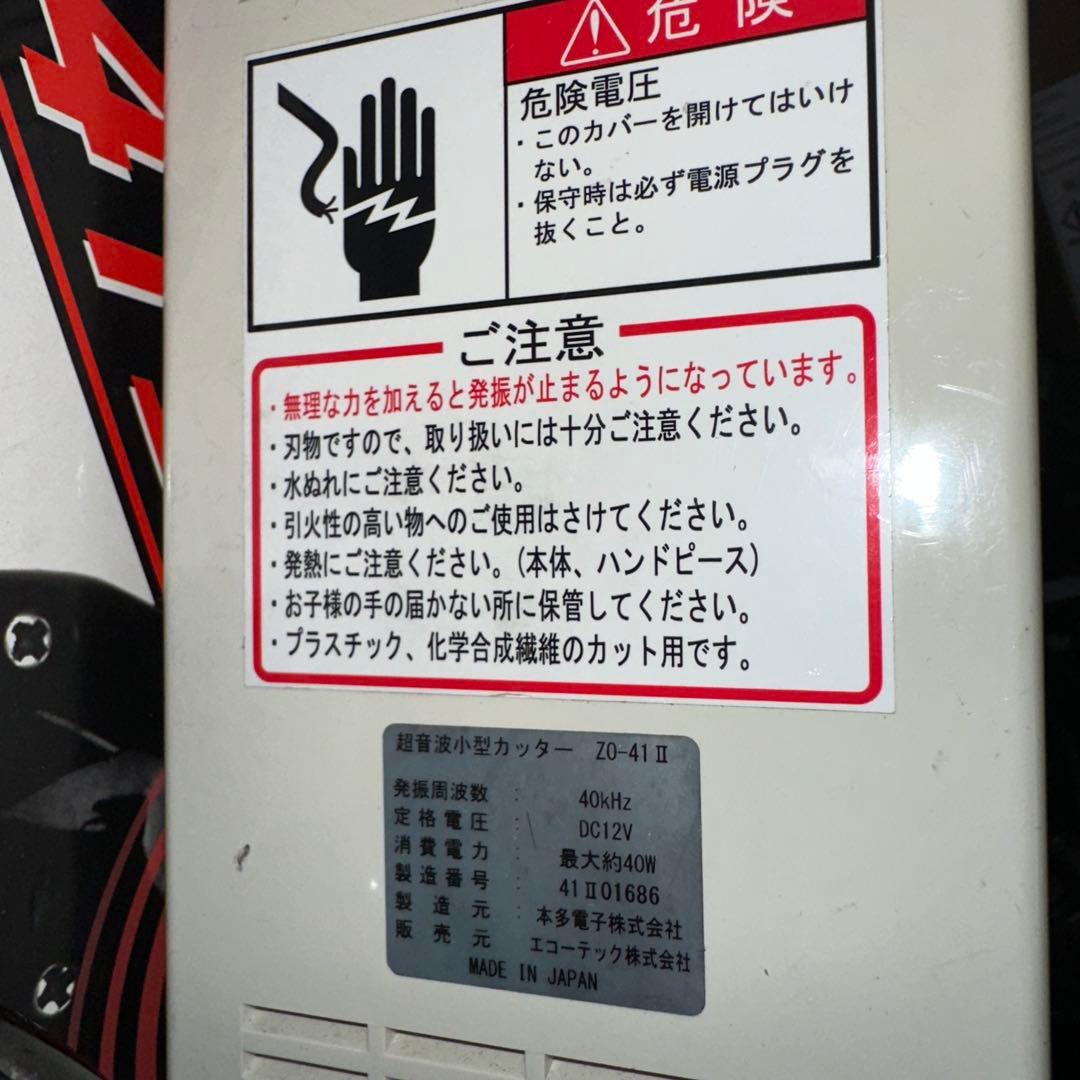 危険
危険電圧
・このカバーを開けてはいけ
ない。
・保守時は必ず電源プラグを
抜くこと。
ご注意
・無理な力を加えると発振が止まるようになっています。
・刃物ですので、取り扱いには十分ご注意ください。
・水ぬれにご注意ください。
・引火性の高い物へのご使用はさけてください。
・発熱にご注意ください。(本体、ハンドピース)
・お子様の手の届かない所に保管してください。
・プラスチック、化学合成繊維のカット用です。
超音波小型カッター ZO-41Ⅱ
発振周波数 : 40kHz
定格電圧 : DC12V
消費電力 : 最大約40W
製造番号 : 41Ⅱ01686
製造元 : 本多電子株式会社
販売元 : エコーテック株式会社
MADE IN JAPAN